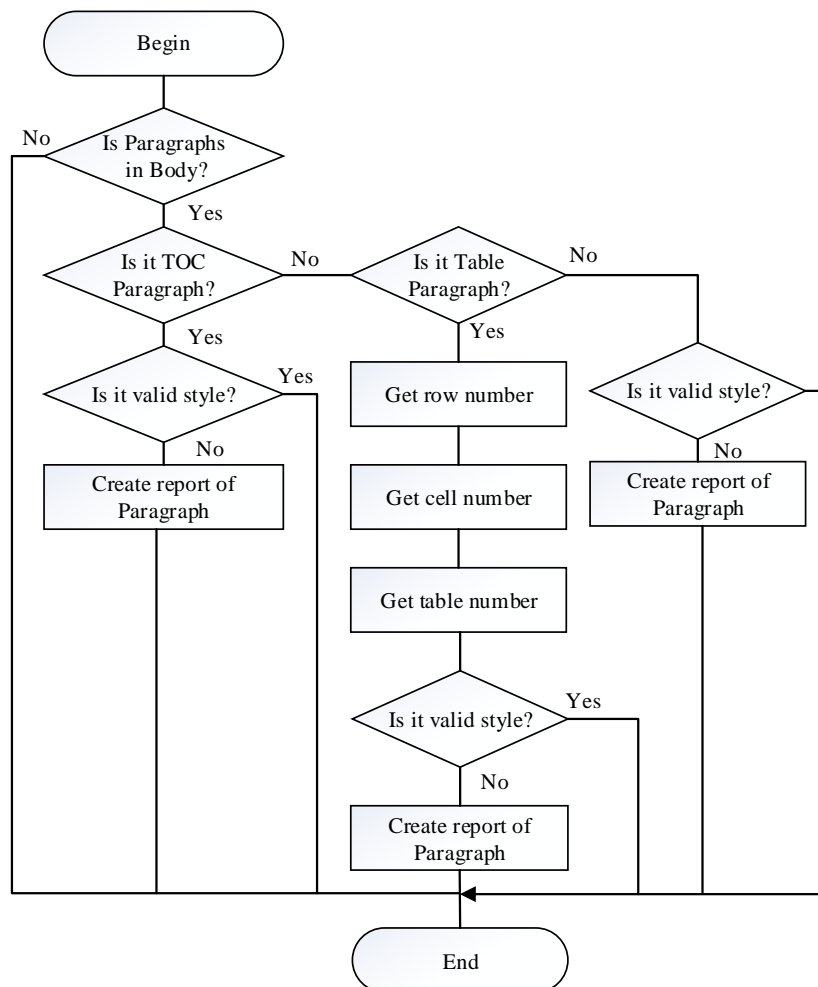 Begin
No
Is Paragraphs
in Body?
Yes
Is it TOC
Paragraph?
No
Is it Table
Paragraph?
No
Yes
Yes
Is it valid style?
Yes
Get row number
Is it valid style?
No
Create report of
Paragraph
Get cell number
No
Create report of
Paragraph
Get table number
Is it valid style?
Yes
No
Create report of
Paragraph
End